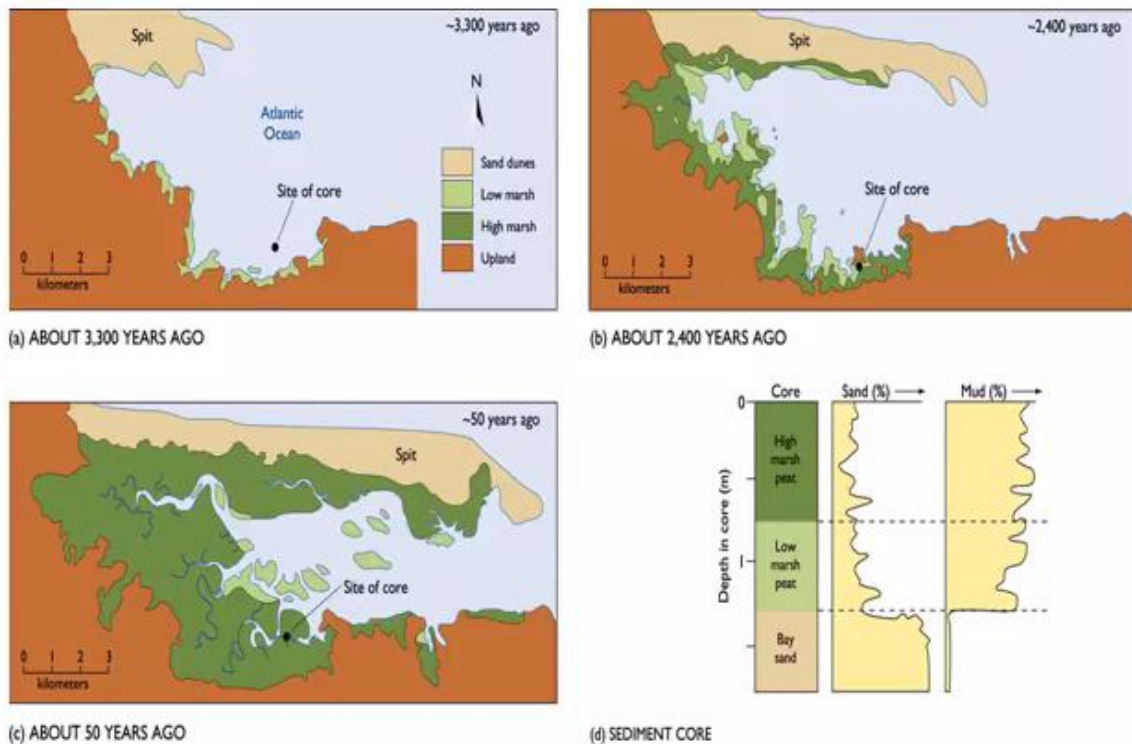 ~3,300 years ago
Spit
N
Atlantic
Ocean
Sand dunes
Low marsh
High marsh
Upland
Site of core
0 1 2 3
kilometers
(a) ABOUT 3,300 YEARS AGO
~2,400 years ago
Spit
Site of core
0 1 2 3
kilometers
(b) ABOUT 2,400 YEARS AGO
~50 years ago
Spit
Site of core
0 1 2 3
kilometers
(c) ABOUT 50 YEARS AGO
Core Sand (%) Mud (%)
0
High
marsh
peat
Depth in core (m)
1
Low
marsh
peat
Bay
sand
(d) SEDIMENT CORE